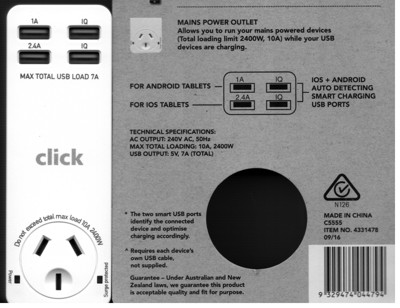 1A IQ
2.4A IQ
MAX TOTAL USB LOAD 7A
click
Do not exceed total max load 10A 2400W
Power
Surge protected
MAINS POWER OUTLET
Allows you to run your mains powered devices
(Total loading limit 2400W, 10A) while your USB
devices are charging.
FOR ANDROID TABLETS
1A IQ
FOR IOS TABLETS
2.4A IQ
IOS + ANDROID
AUTO DETECTING
SMART CHARGING
USB PORTS
TECHNICAL SPECIFICATIONS:
AC OUTPUT: 240V AC, 50Hz
MAX TOTAL LOADING: 10A, 2400W
USB OUTPUT: 5V, 7A (TOTAL)
* The two smart USB ports
identify the connected
device and optimise
charging accordingly.
* Requires each device's
own USB cable,
not supplied.
Guarantee – Under Australian and New
Zealand laws, we guarantee this product
is acceptable quality and fit for purpose.
N126
MADE IN CHINA
C5555
ITEM NO. 4331478
09/16
9 329474 044794